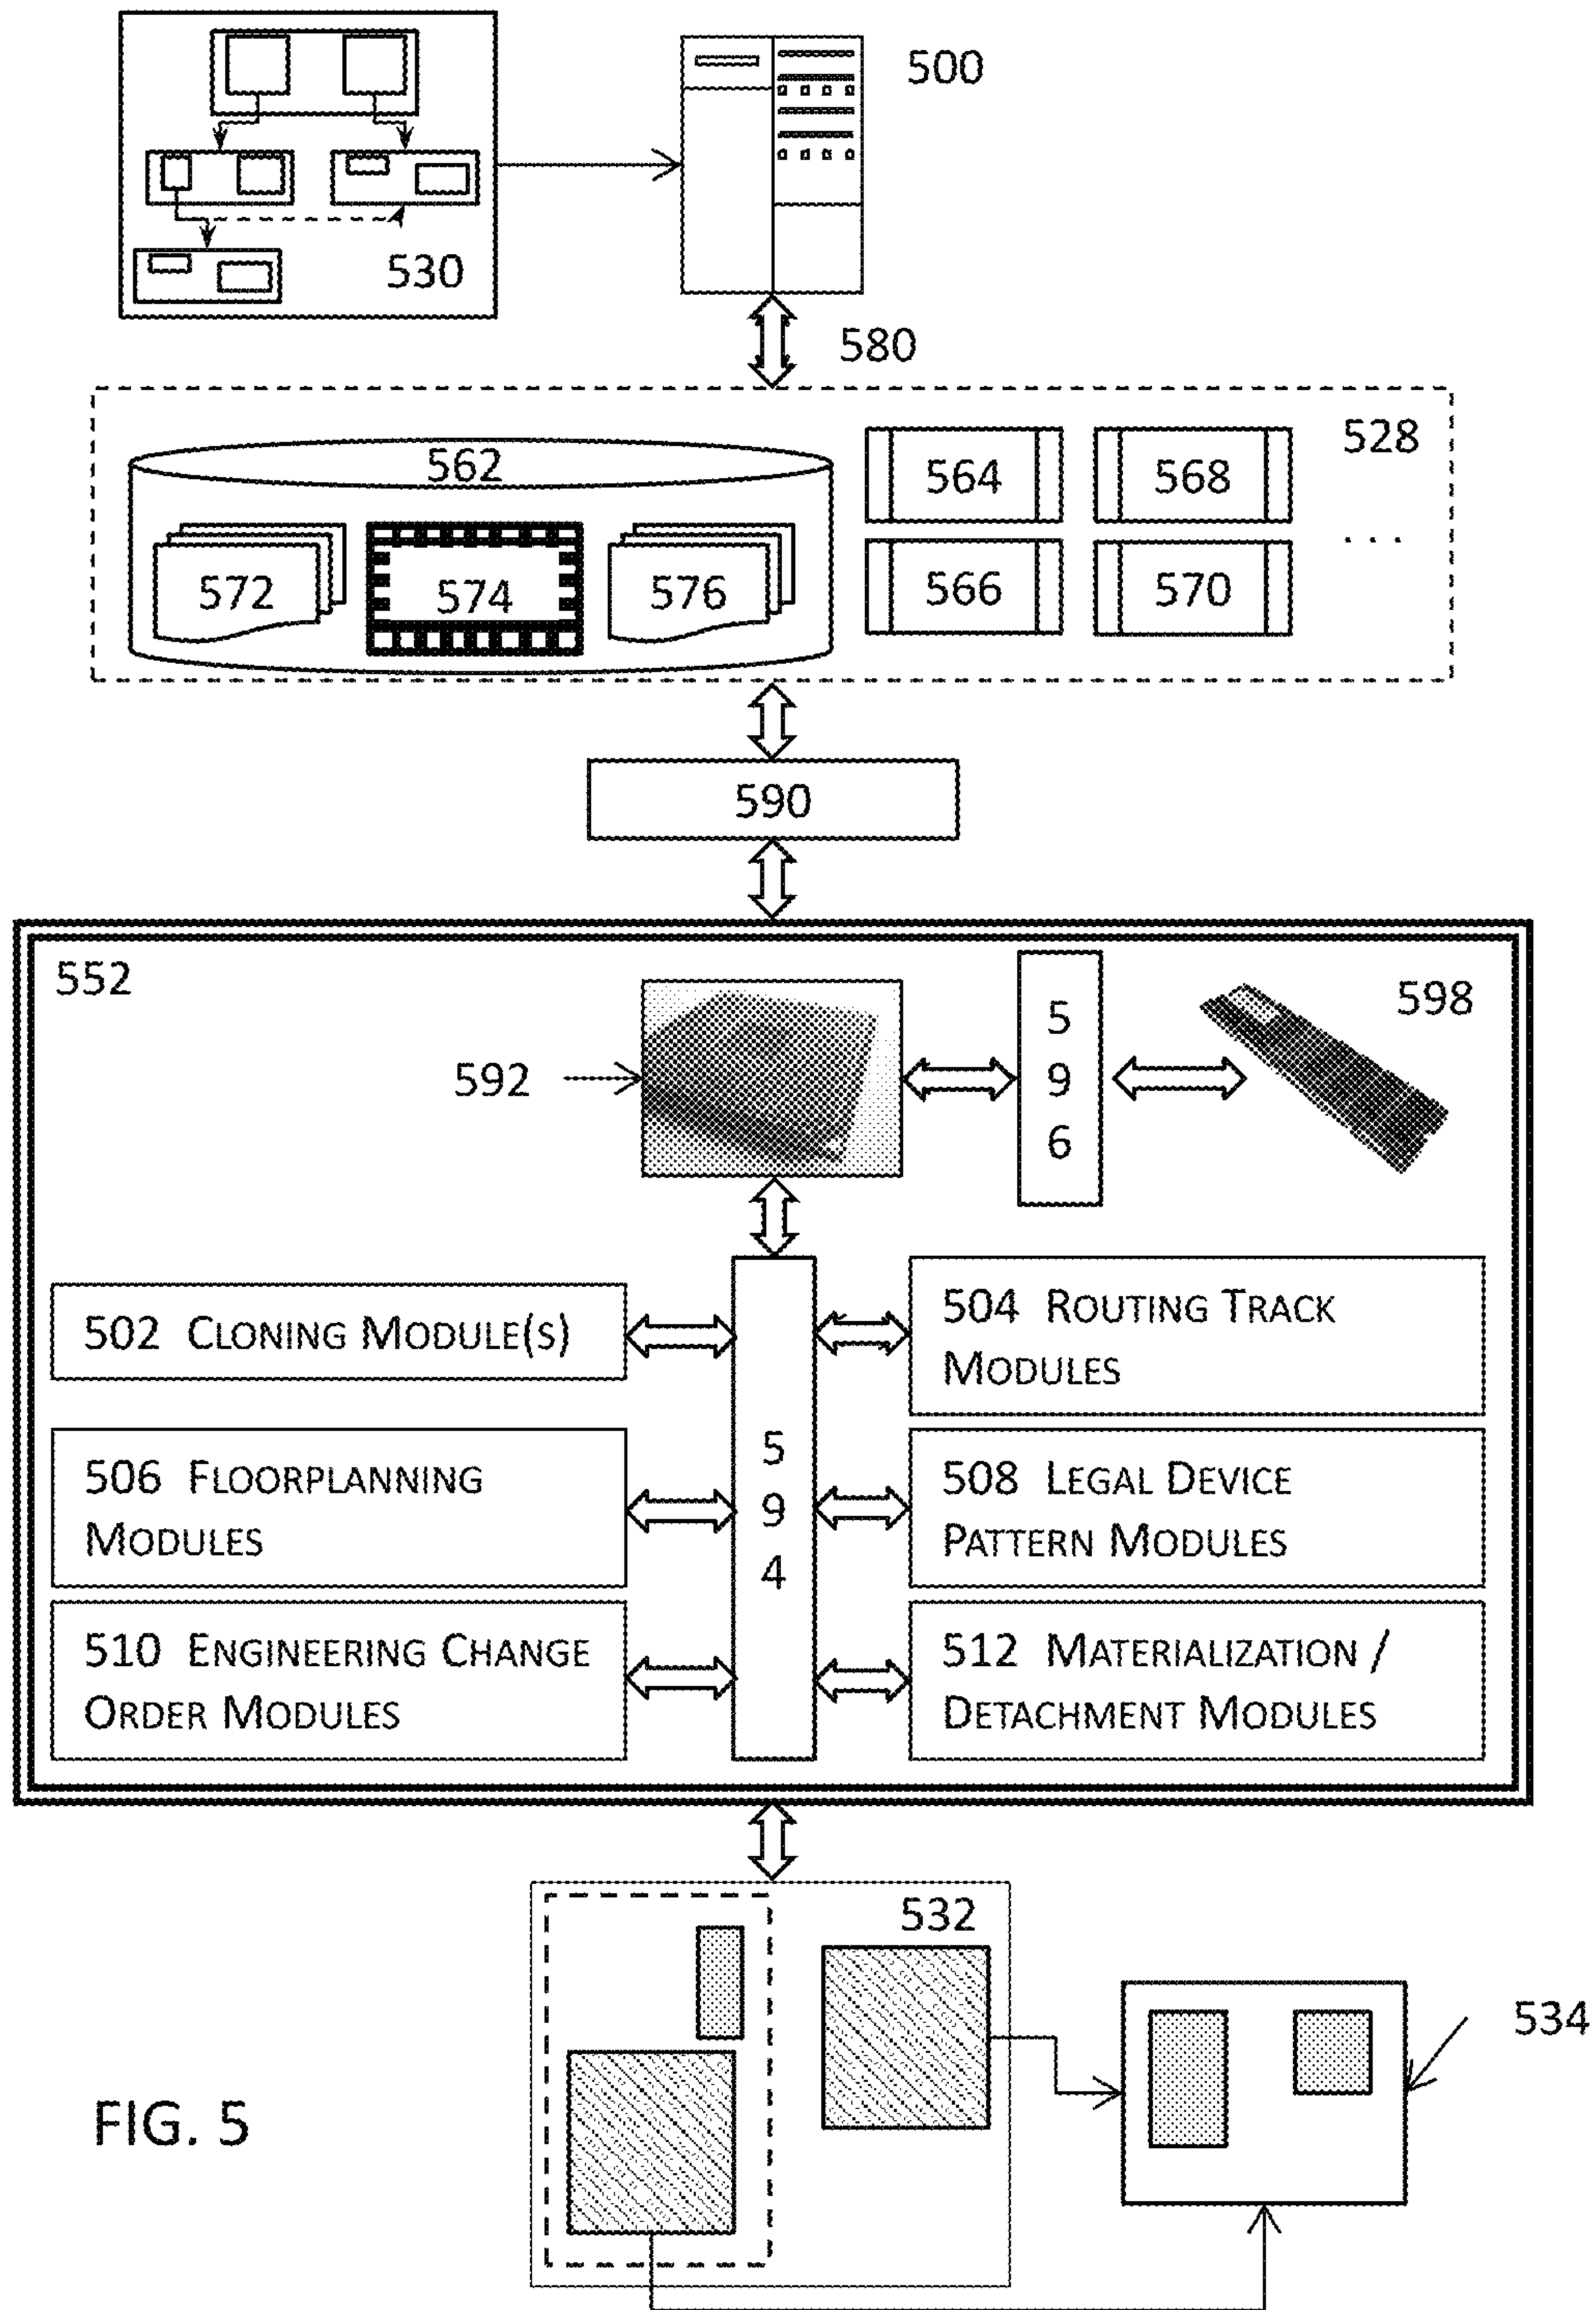 500
530
580
528
562
564
568
572
574
576
566
570
. . .
590
552
598
592
5
9
6
502 CLONING MODULE(S)
504 ROUTING TRACK
MODULES
506 FLOORPLANNING
MODULES
5
9
4
508 LEGAL DEVICE
PATTERN MODULES
510 ENGINEERING CHANGE
ORDER MODULES
512 MATERIALIZATION /
DETACHMENT MODULES
532
534
FIG. 5